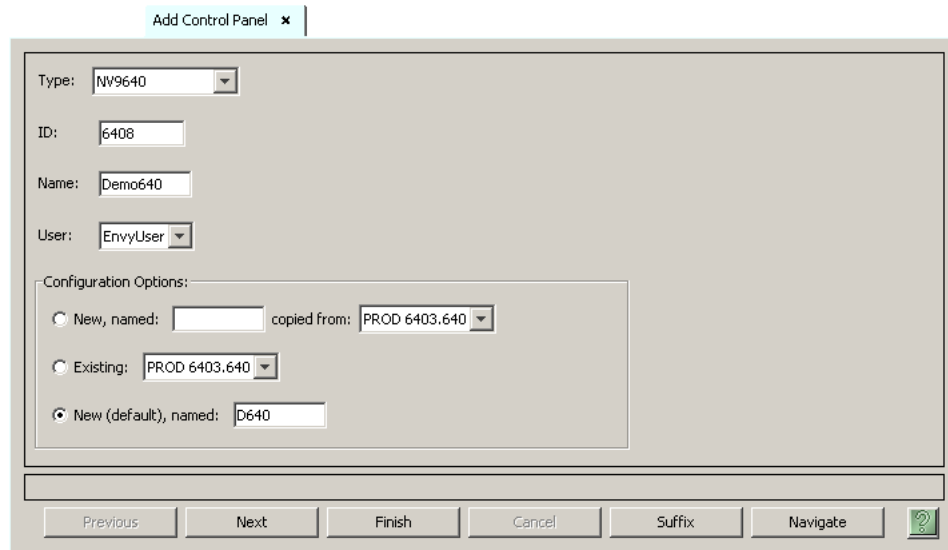 Add Control Panel ×
Type: NV9640
ID: 6408
Name: Demo640
User: EnvyUser
Configuration Options:
New, named: copied from: PROD 6403.640
Existing: PROD 6403.640
New (default), named: D640
Previous Next Finish Cancel Suffix Navigate ?